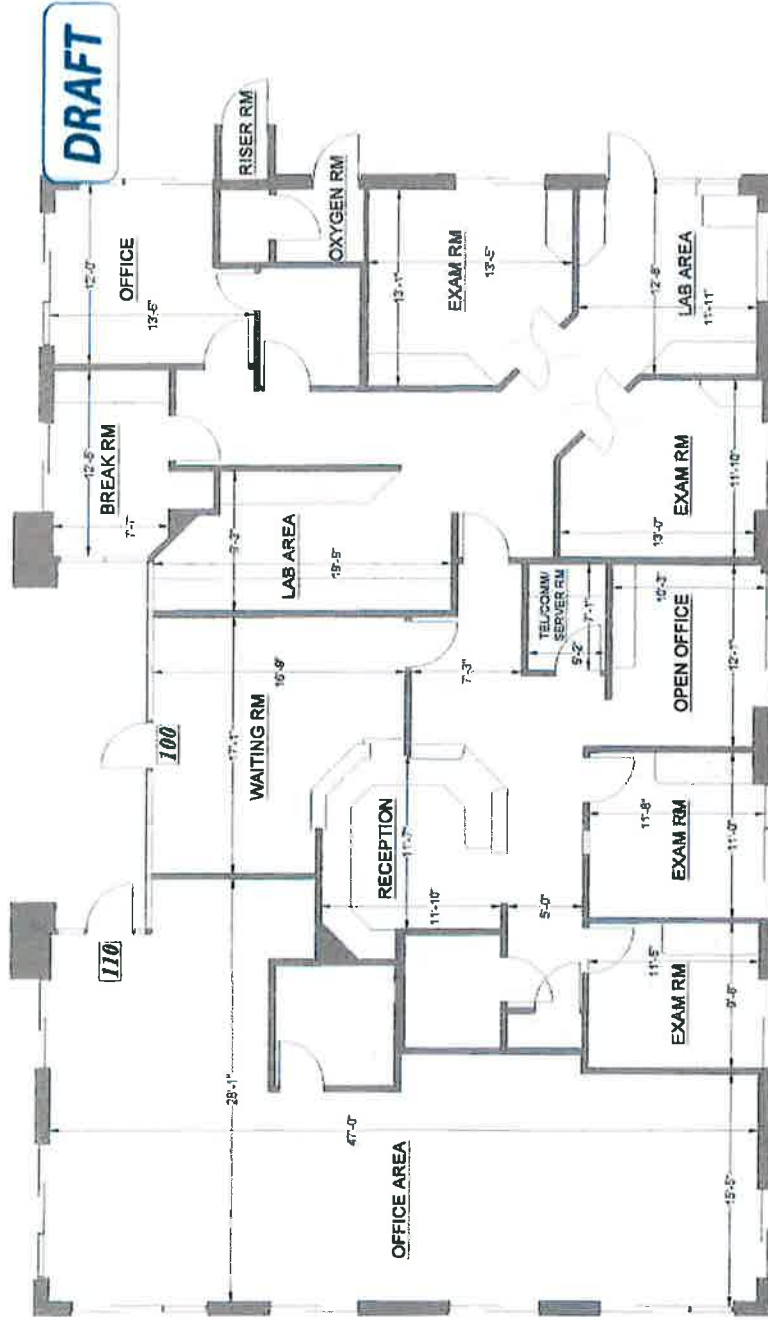 DRAFT
12'-0"
OFFICE
13'-6"
RISER RM
12'-6"
BREAK RM
7'-7"
OXYGEN RM
110
100
9'-3"
LAB AREA
19'-9"
13'-1"
EXAM RM
13'-5"
28'-1"
17'-1"
16'-9"
WAITING RM
47'-0"
OFFICE AREA
RECEPTION
11'-7"
11'-10"
7'-3"
TEL/COMM/
SERVER RM
7'-1"
6'-2"
5'-0"
12'-8"
LAB AREA
11'-11"
EXAM RM
13'-0"
11'-10"
10'-3"
OPEN OFFICE
12'-1"
11'-8"
EXAM RM
11'-0"
11'-5"
EXAM RM
9'-8"
15'-5"